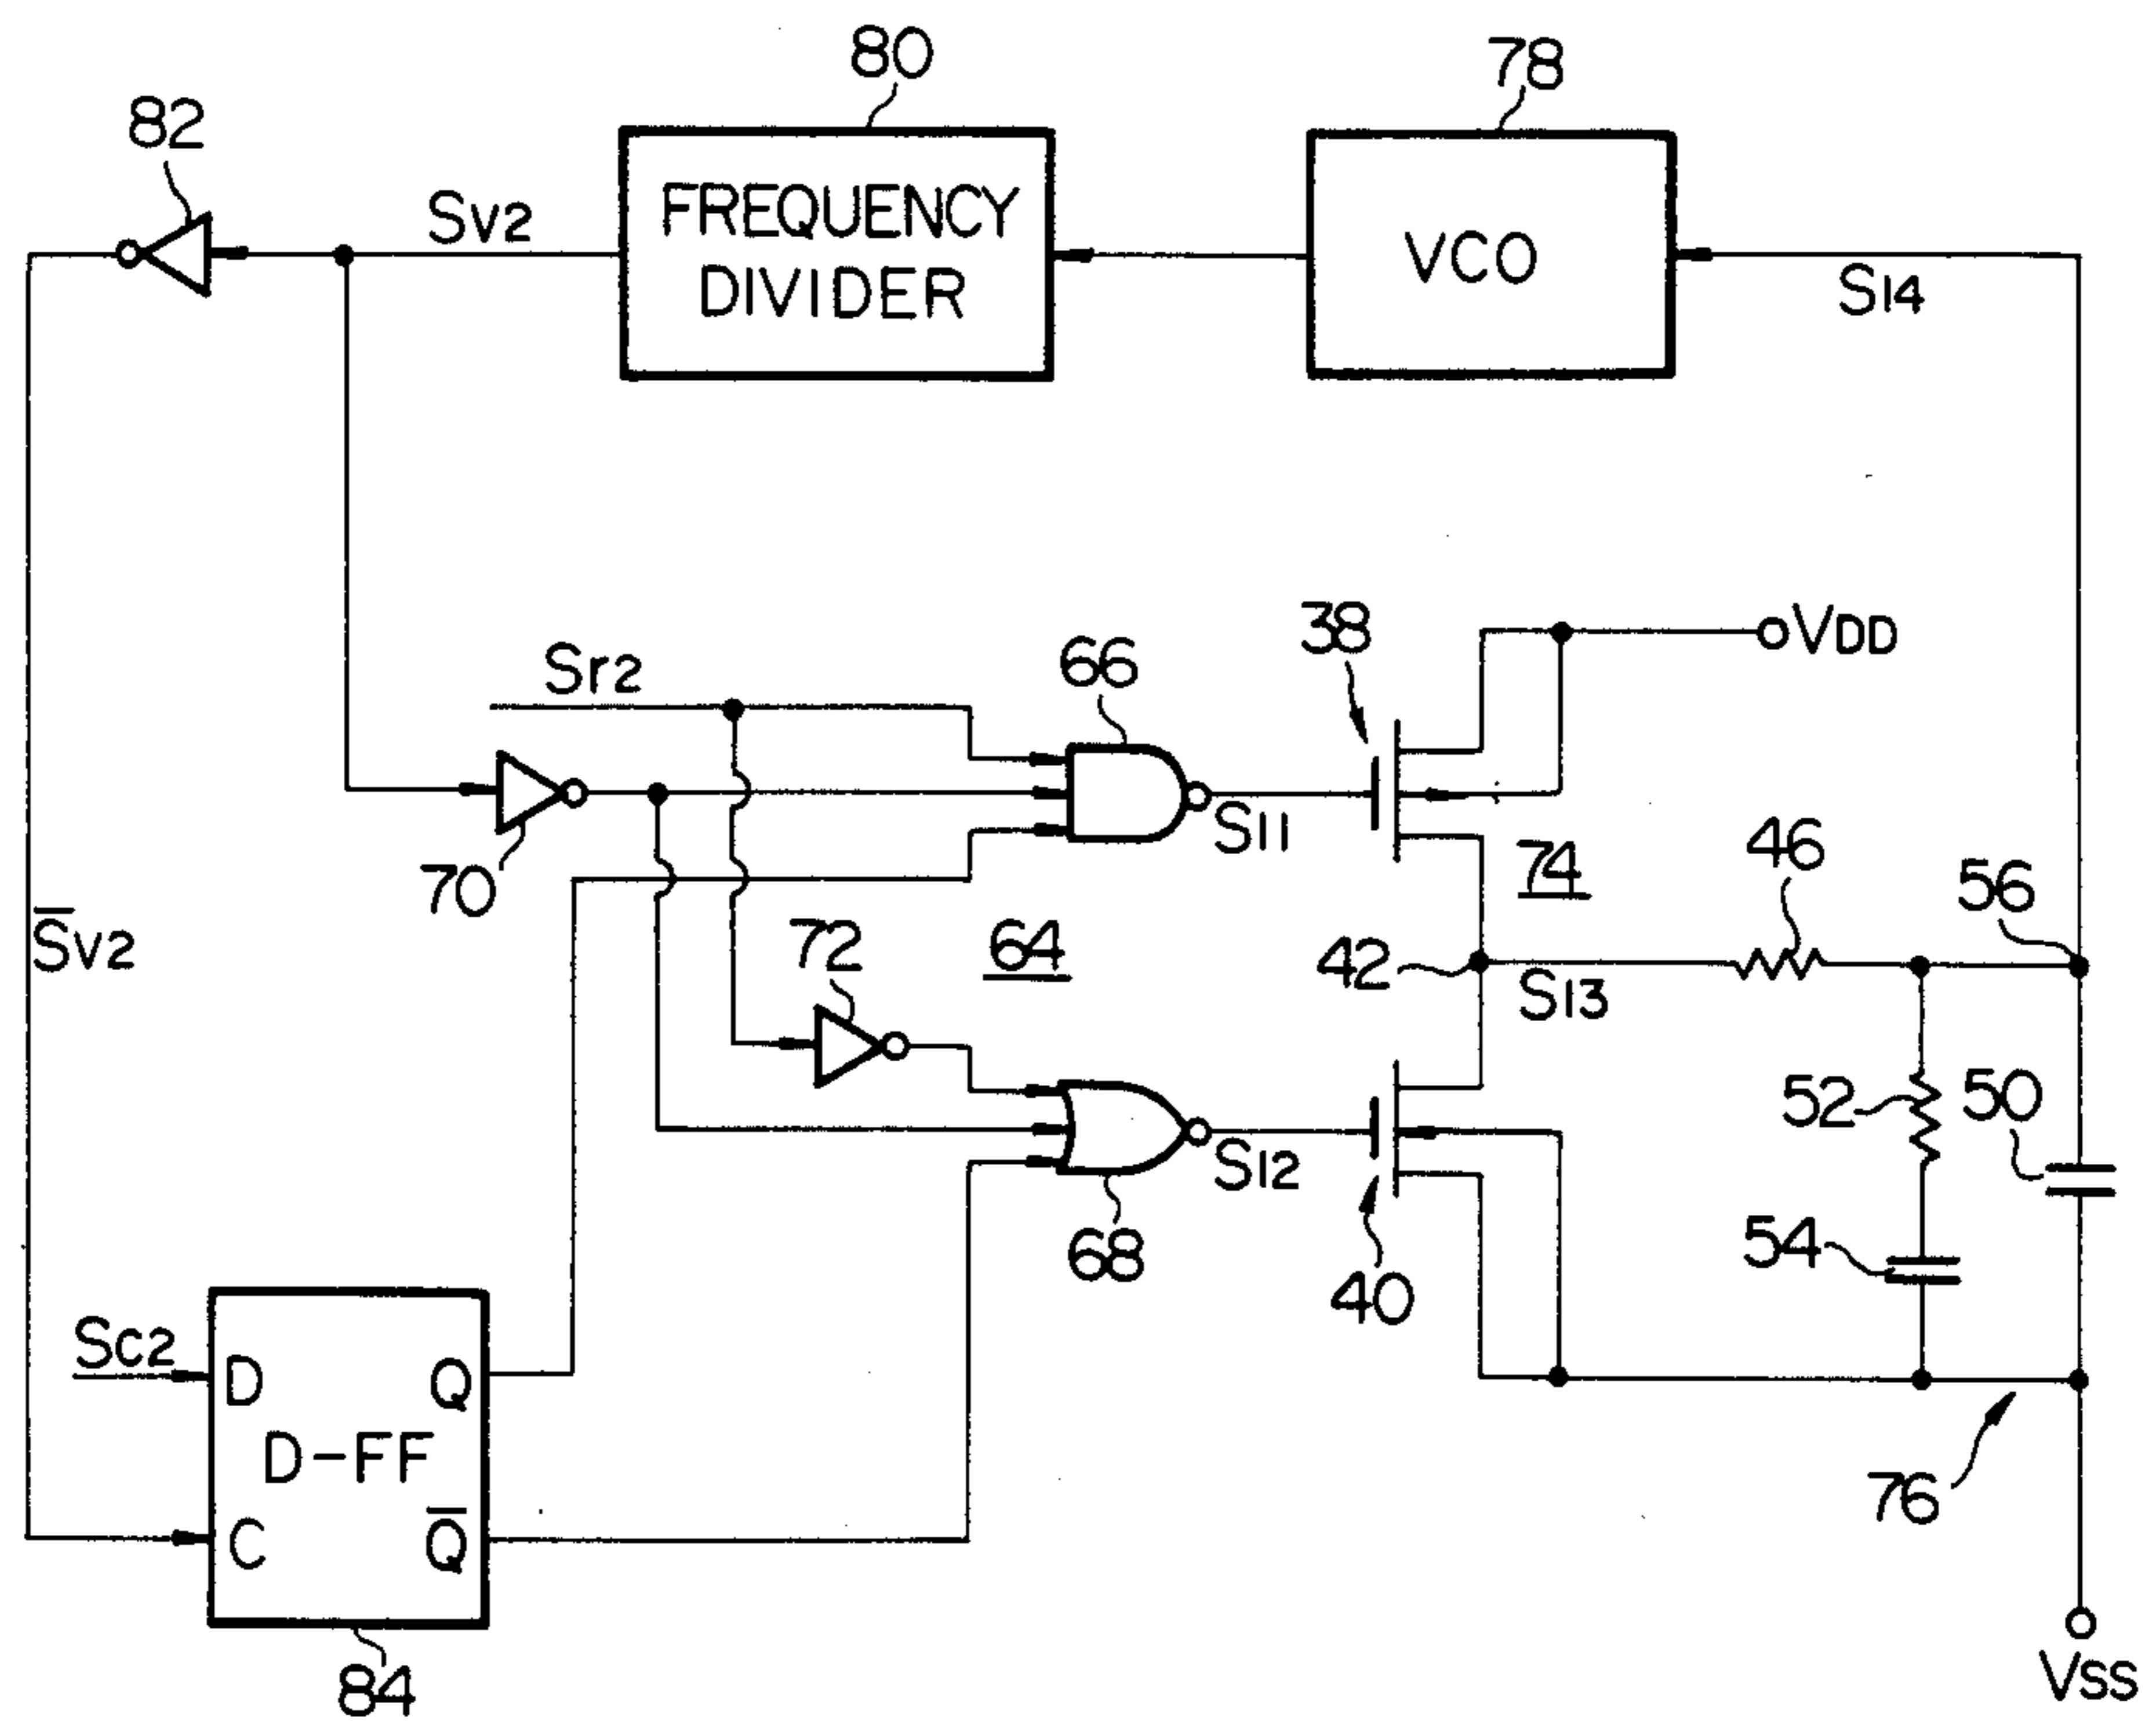 80
78
82
Sv2
FREQUENCY
DIVIDER
VCO
S14
38
VDD
Sr2
66
S11
70
74
46
56
S̅v2
72
64
42
S13
52
50
S12
68
54
40
Sc2
D
Q
D-FF
76
C
Q̅
84
Vss